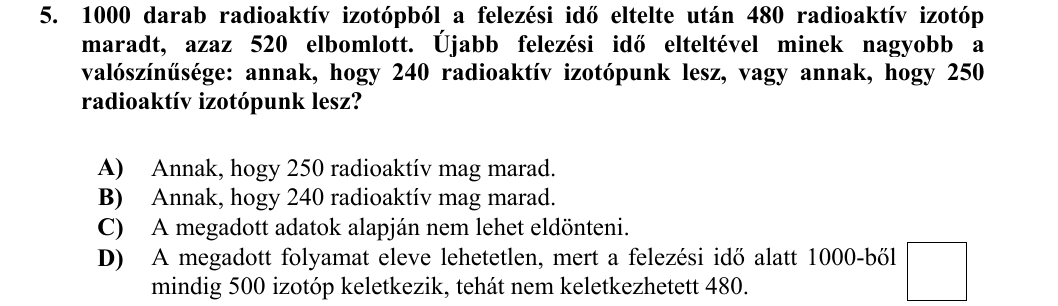 5. 1000 darab radioaktív izotópból a felezési idő eltelte után 480 radioaktív izotóp
maradt, azaz 520 elbomlott. Újabb felezési idő elteltével minek nagyobb a
valószínűsége: annak, hogy 240 radioaktív izotópunk lesz, vagy annak, hogy 250
radioaktív izotópunk lesz?
A) Annak, hogy 250 radioaktív mag marad.
B) Annak, hogy 240 radioaktív mag marad.
C) A megadott adatok alapján nem lehet eldönteni.
D) A megadott folyamat eleve lehetetlen, mert a felezési idő alatt 1000-ből
mindig 500 izotóp keletkezik, tehát nem keletkezhetett 480.